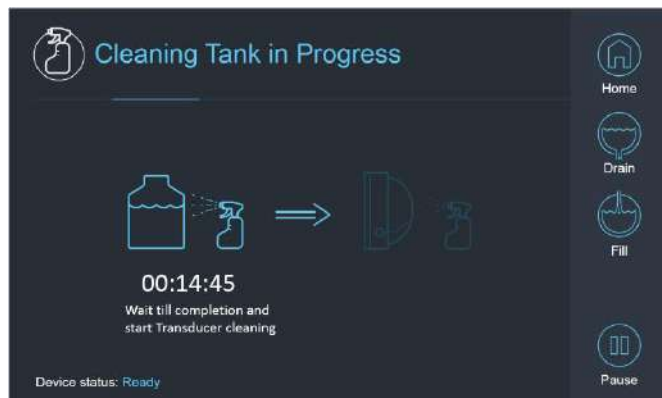 Cleaning Tank in Progress
Home
Drain
Fill
00:14:45
Wait till completion and
start Transducer cleaning
Device status: Ready
Pause